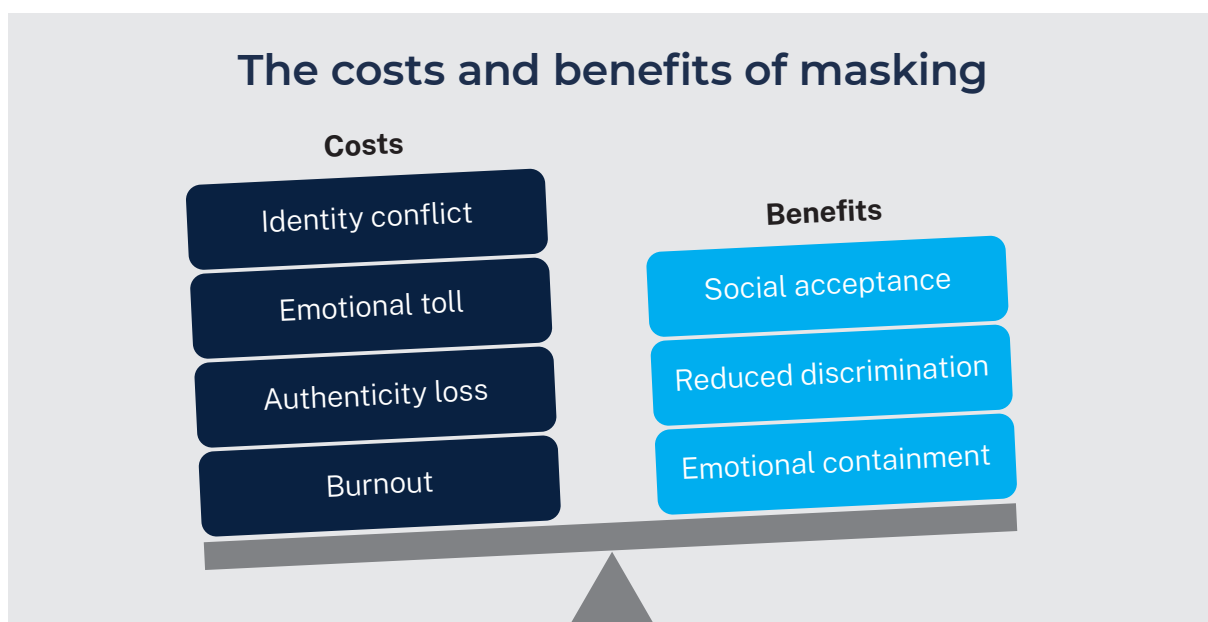 The costs and benefits of masking
Costs
Identity conflict
Emotional toll
Authenticity loss
Burnout
Benefits
Social acceptance
Reduced discrimination
Emotional containment